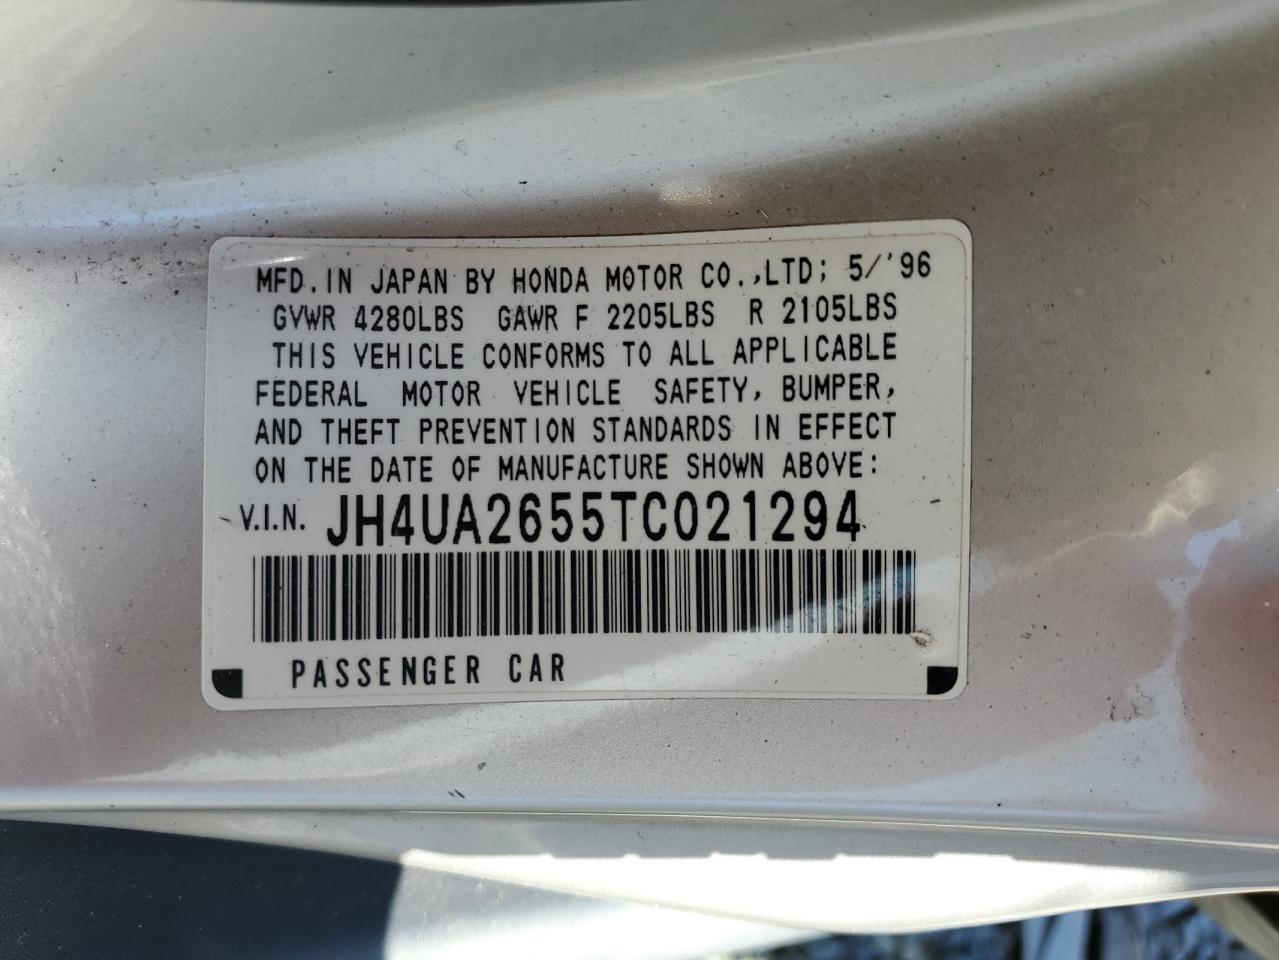 MFD. IN JAPAN BY HONDA MOTOR CO.,LTD; 5/'96
GVWR 4280LBS GAWR F 2205LBS R 2105LBS
THIS VEHICLE CONFORMS TO ALL APPLICABLE
FEDERAL MOTOR VEHICLE SAFETY, BUMPER,
AND THEFT PREVENTION STANDARDS IN EFFECT
ON THE DATE OF MANUFACTURE SHOWN ABOVE:
V.I.N. JH4UA2655TC021294
PASSENGER CAR